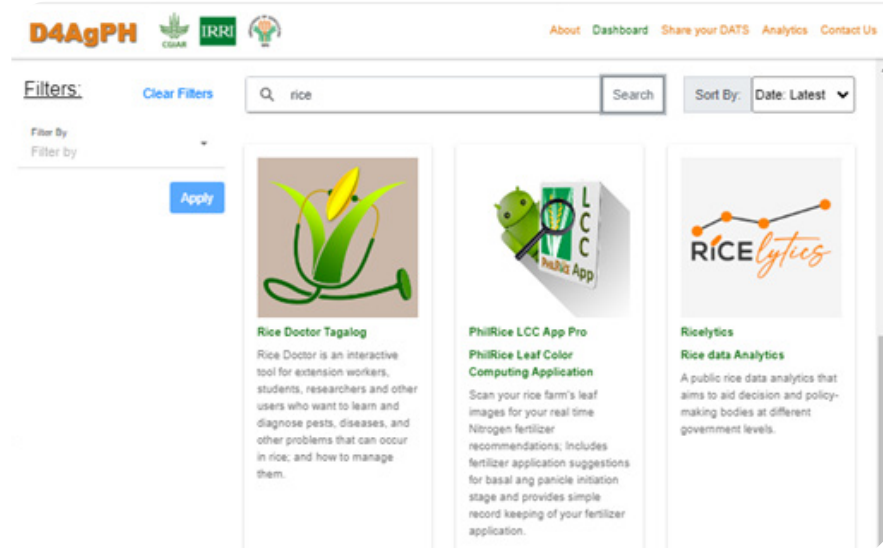 D4AgPH
CGIAR
IRRI
About Dashboard Share your DATS Analytics Contact Us
Filters:
Clear Filters
rice
Search
Sort By:
Date: Latest
Filter By
Filter by
Apply
LCC
PhilRice App
RiCE lytics
Rice Doctor Tagalog
Rice Doctor is an interactive
tool for extension workers,
students, researchers and other
users who want to learn and
diagnose pests, diseases, and
other problems that can occur
in rice; and how to manage
them.
PhilRice LCC App Pro
PhilRice Leaf Color
Computing Application
Scan your rice farm's leaf
images for your real time
Nitrogen fertilizer
recommendations; Includes
fertilizer application suggestions
for basal ang panicle initiation
stage and provides simple
record keeping of your fertilizer
application.
Ricelytics
Rice data Analytics
A public rice data analytics that
aims to aid decision and policy-
making bodies at different
government levels.